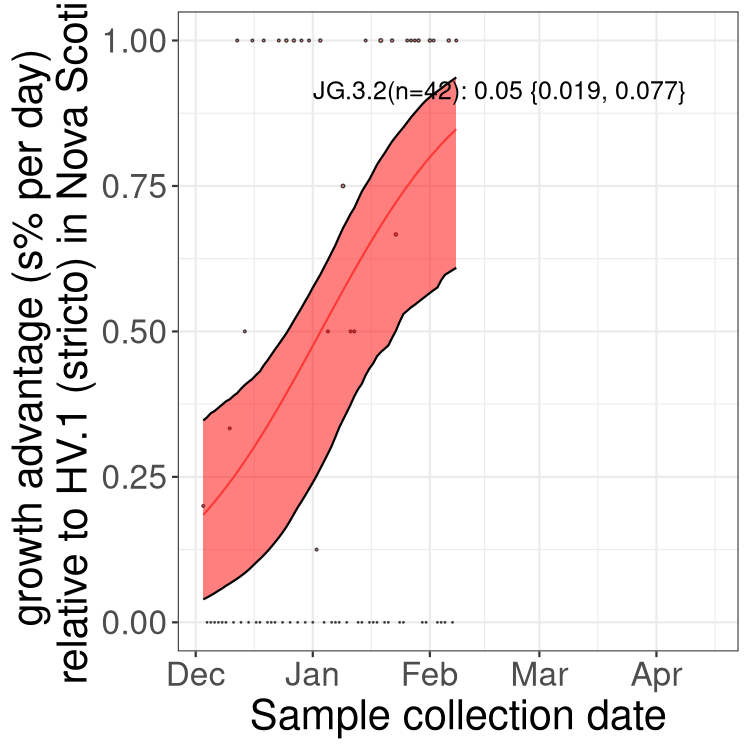 growth advantage (s% per day)
relative to HV.1 (stricto) in Nova Scoti
1.00
0.75
0.50
0.25
0.00
JG.3.2(n=42): 0.05 {0.019, 0.077}
Dec Jan Feb Mar Apr
Sample collection date